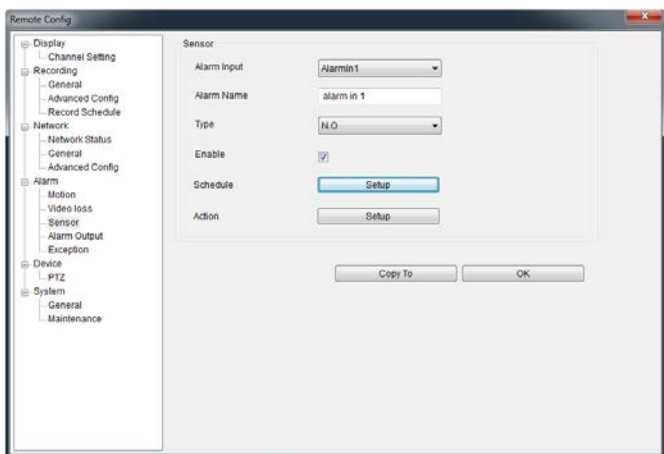 Remote Config
Display
Channel Setting
Recording
General
Advanced Config
Record Schedule
Network
Network Status
General
Advanced Config
Alarm
Motion
Video loss
Sensor
Alarm Output
Exception
Device
PTZ
System
General
Maintenance
Sensor
Alarm Input AlarmIn1
Alarm Name alarm in 1
Type N.O
Enable
Schedule Setup
Action Setup
Copy To OK